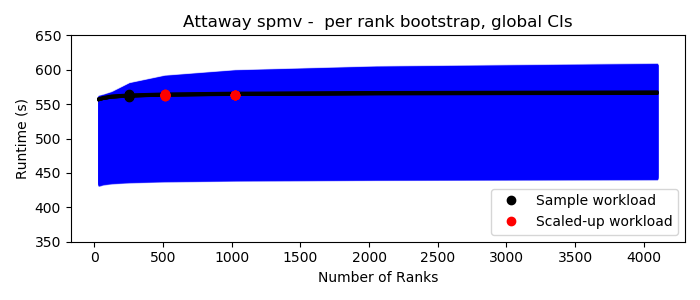 Attaway spmv -  per rank bootstrap, global CIs
650
600
550
500
450
400
350
Runtime (s)
Sample workload
Scaled-up workload
0 500 1000 1500 2000 2500 3000 3500 4000
Number of Ranks